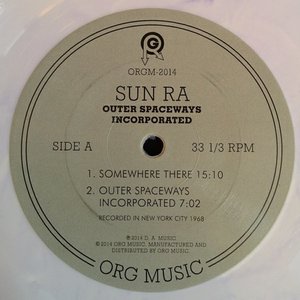 ORG
ORGM-2014
SUN RA
OUTER SPACEWAYS
INCORPORATED
SIDE A 33 1/3 RPM
1. SOMEWHERE THERE 15:10
2. OUTER SPACEWAYS
INCORPORATED 7:02
RECORDED IN NEW YORK CITY 1968
℗ 2014 D. A. MUSIC.
© 2014 ORG MUSIC. MANUFACTURED AND
DISTRIBUTED BY ORG MUSIC.
ORG MUSIC